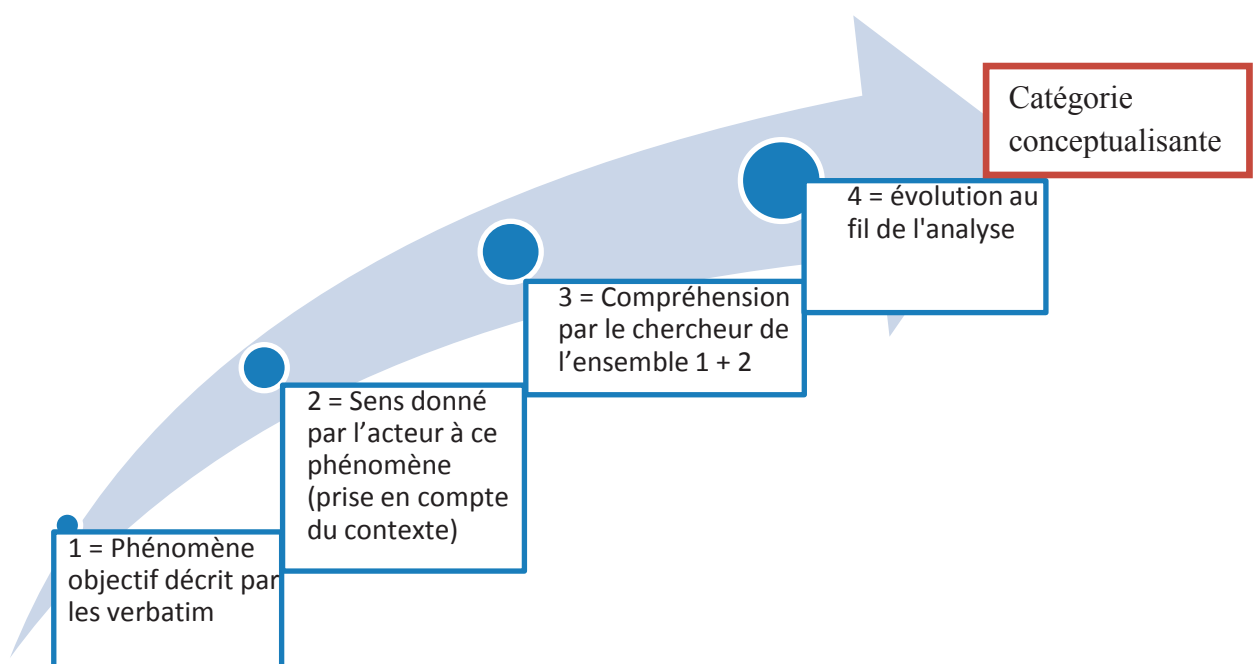 1 = Phénomène
objectif décrit par
les verbatim
2 = Sens donné
par l’acteur à ce
phénomène
(prise en compte
du contexte)
3 = Compréhension
par le chercheur de
l’ensemble 1 + 2
4 = évolution au
fil de l'analyse
Catégorie
conceptualisante